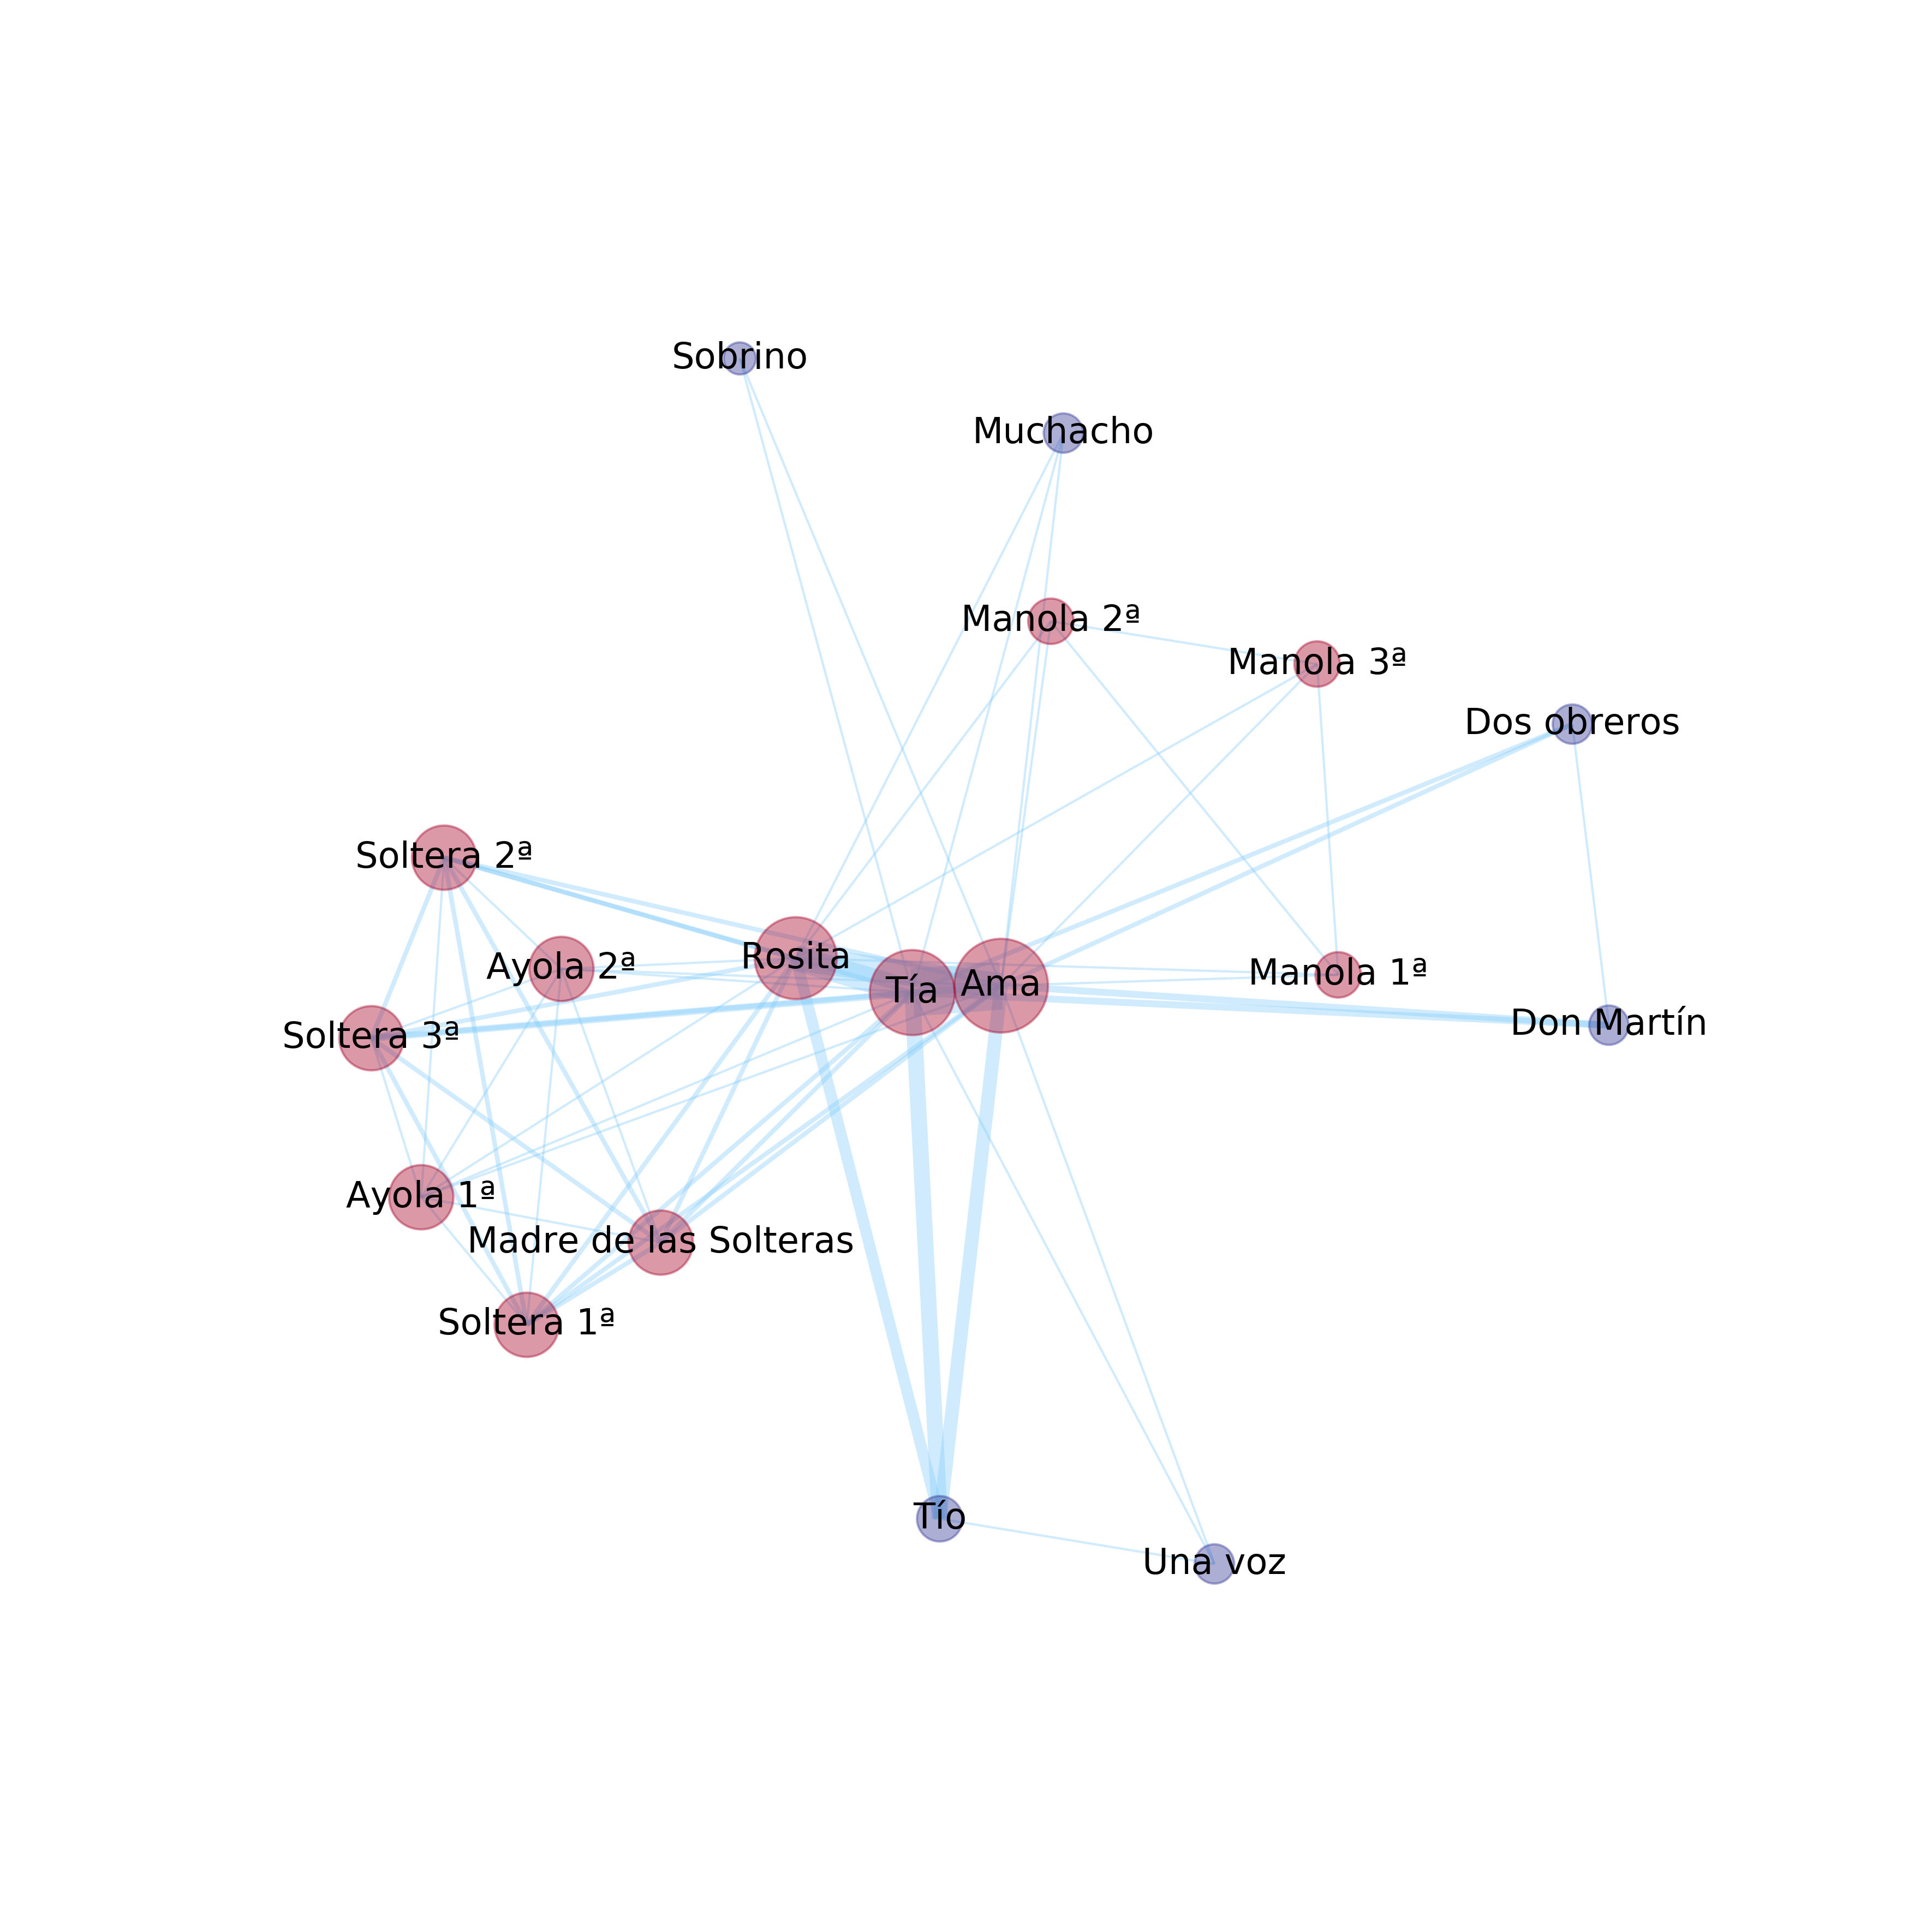 Sobrino
Muchacho
Manola 2ª
Manola 3ª
Dos obreros
Soltera 2ª
Rosita
Ayola 2ª
Tía
Ama
Manola 1ª
Don Martín
Soltera 3ª
Ayola 1ª
Madre de las Solteras
Soltera 1ª
Tío
Una voz